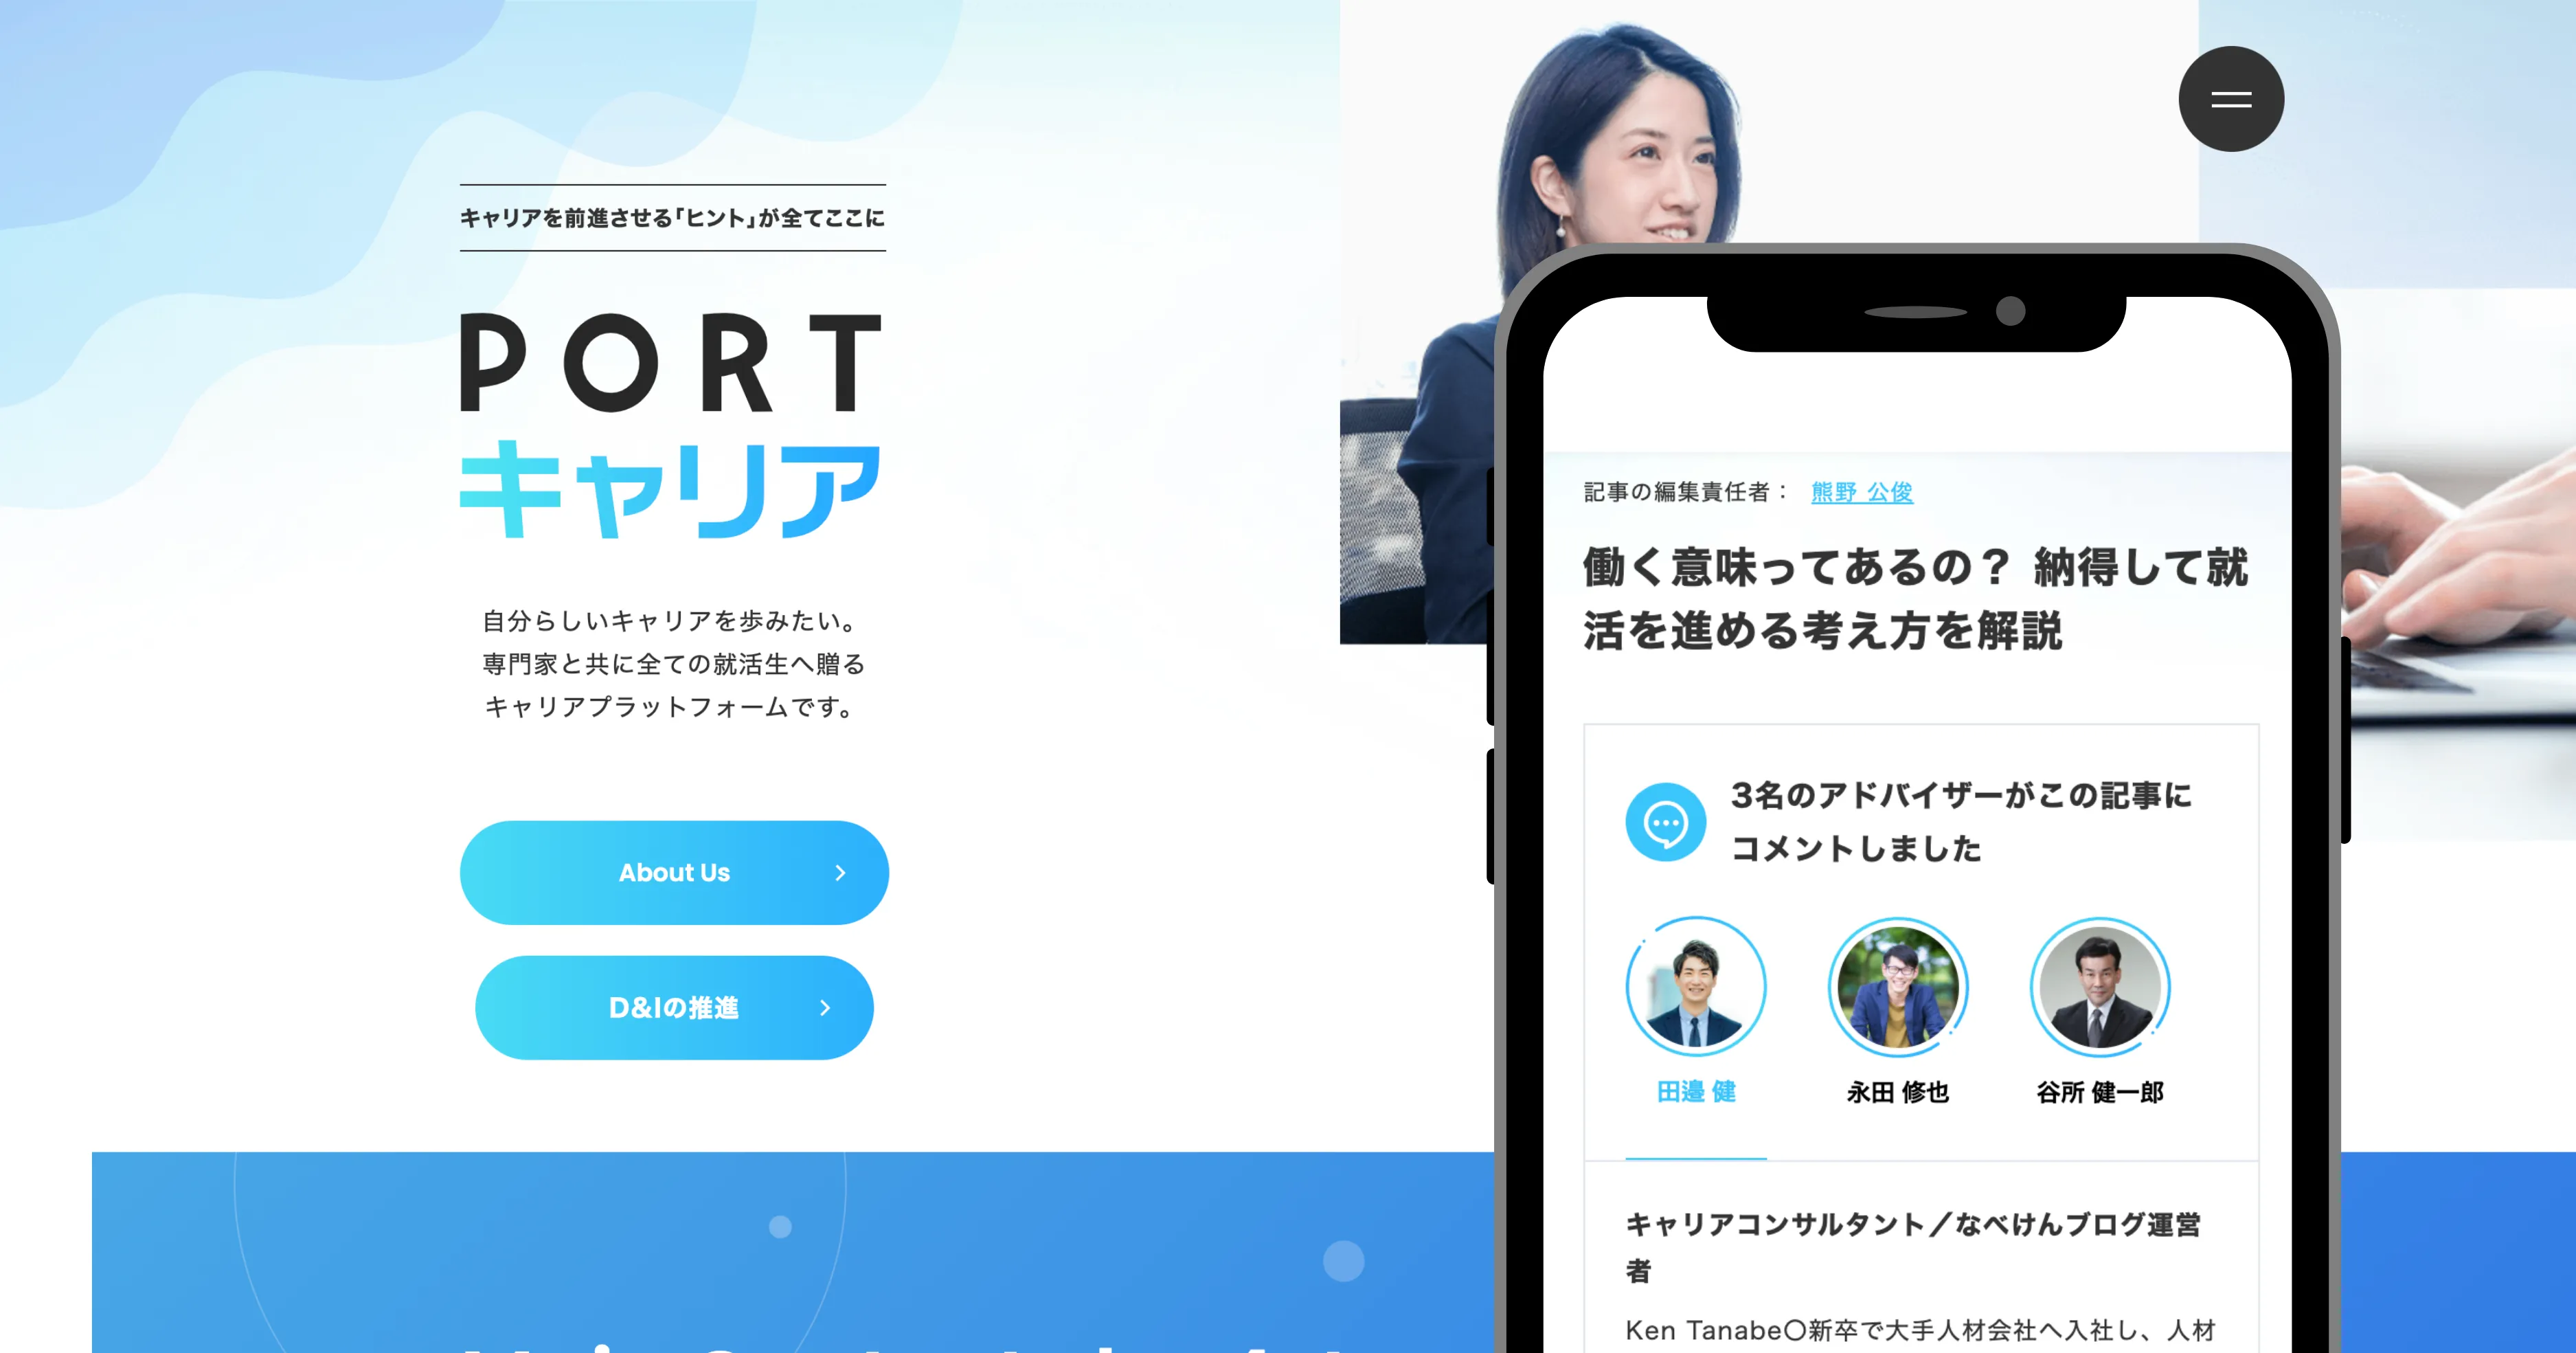 キャリアを前進させる「ヒント」が全てここに
PORT
キャリア
自分らしいキャリアを歩みたい。
専門家と共に全ての就活生へ贈る
キャリアプラットフォームです。
About Us
D&Iの推進
記事の編集責任者： 熊野 公俊
働く意味ってあるの？ 納得して就
活を進める考え方を解説
3名のアドバイザーがこの記事に
コメントしました
田邉 健
永田 修也
谷所 健一郎
キャリアコンサルタント／なべけんブログ運営
者
Ken Tanabe〇新卒で大手人材会社へ入社し、人材